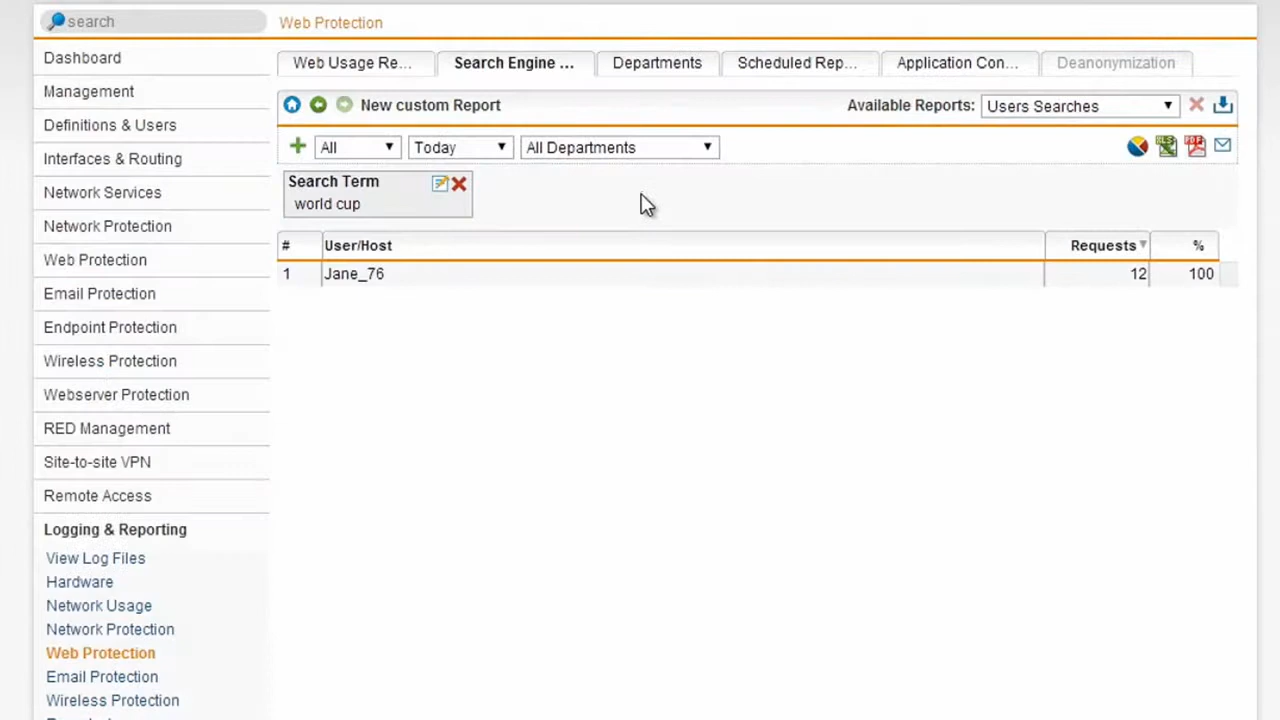 search
Web Protection
Dashboard
Management
Definitions & Users
Interfaces & Routing
Network Services
Network Protection
Web Protection
Email Protection
Endpoint Protection
Wireless Protection
Webserver Protection
RED Management
Site-to-site VPN
Remote Access
Logging & Reporting
View Log Files
Hardware
Network Usage
Network Protection
Web Protection
Email Protection
Wireless Protection
Web Usage Re... Search Engine ... Departments Scheduled Rep... Application Con... Deanonymization
New custom Report Available Reports: Users Searches
All Today All Departments XLS PDF
Search Term
world cup
# User/Host Requests %
1 Jane_76 12 100